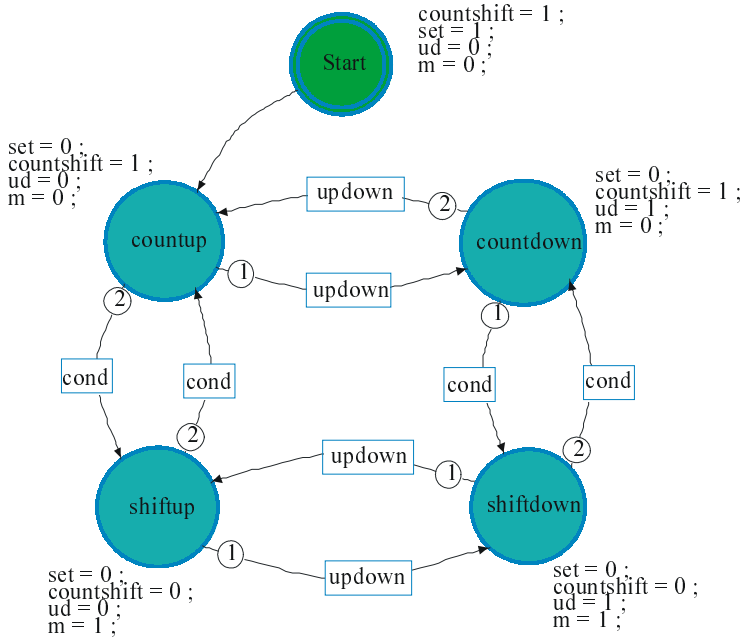 countshift = 1 ;
set = 1 ;
ud = 0 ;
m = 0 ;
Start
set = 0 ;
countshift = 1 ;
ud = 0 ;
m = 0 ;
updown
2
set = 0 ;
countshift = 1 ;
ud = 1 ;
m = 0 ;
countup
countdown
1
updown
2
1
cond
cond
cond
cond
2
updown
1
2
shiftup
shiftdown
1
updown
set = 0 ;
countshift = 0 ;
ud = 0 ;
m = 1 ;
set = 0 ;
countshift = 0 ;
ud = 1 ;
m = 1 ;